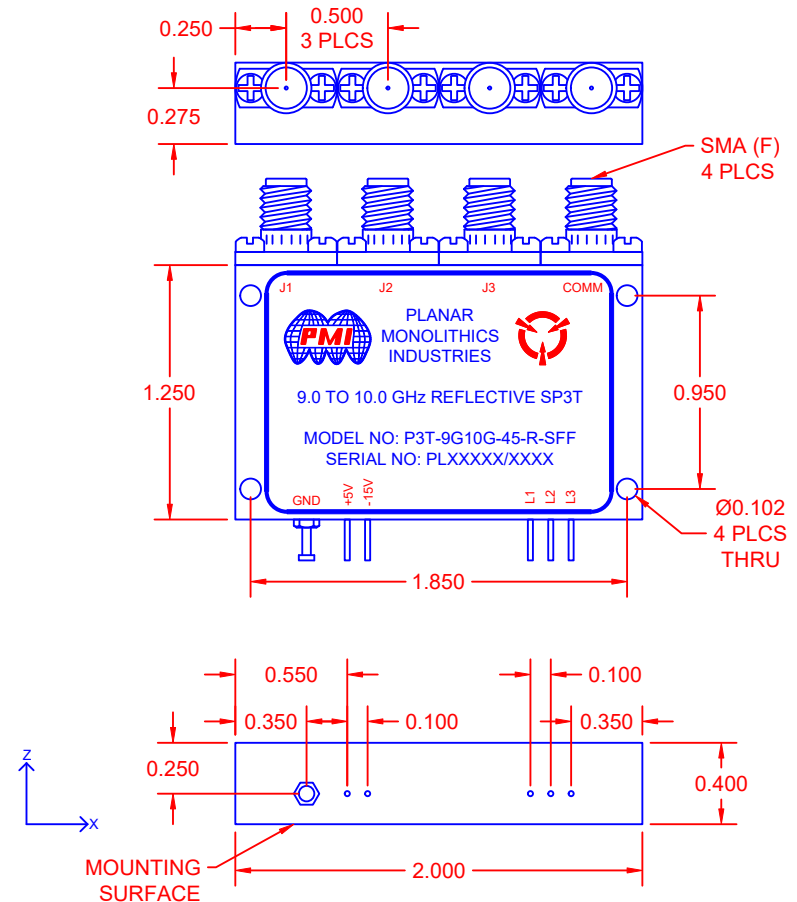 0.250
0.500
3 PLCS
0.275
SMA (F)
4 PLCS
J1
J2
J3
COMM
PMI
PLANAR
MONOLITHICS
INDUSTRIES
1.250
0.950
9.0 TO 10.0 GHz REFLECTIVE SP3T
MODEL NO: P3T-9G10G-45-R-SFF
SERIAL NO: PLXXXXX/XXXX
GND
+5V
-15V
L1
L2
L3
Ø0.102
4 PLCS
THRU
1.850
0.550
0.100
0.350
0.100
0.350
Z
0.250
0.400
X
MOUNTING
SURFACE
2.000